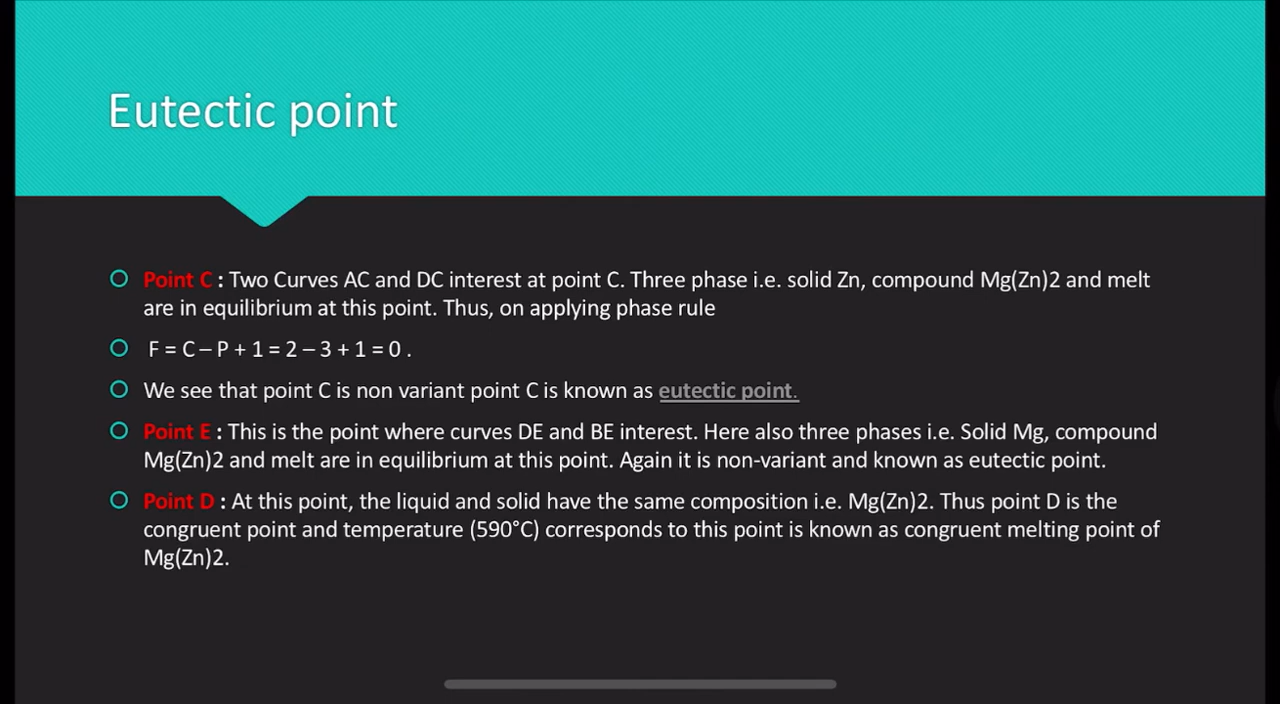 Eutectic point
Point C : Two Curves AC and DC interest at point C. Three phase i.e. solid Zn, compound Mg(Zn)2 and melt
are in equilibrium at this point. Thus, on applying phase rule
F = C – P + 1 = 2 – 3 + 1 = 0 .
We see that point C is non variant point C is known as eutectic point.
Point E : This is the point where curves DE and BE interest. Here also three phases i.e. Solid Mg, compound
Mg(Zn)2 and melt are in equilibrium at this point. Again it is non-variant and known as eutectic point.
Point D : At this point, the liquid and solid have the same composition i.e. Mg(Zn)2. Thus point D is the
congruent point and temperature (590°C) corresponds to this point is known as congruent melting point of
Mg(Zn)2.